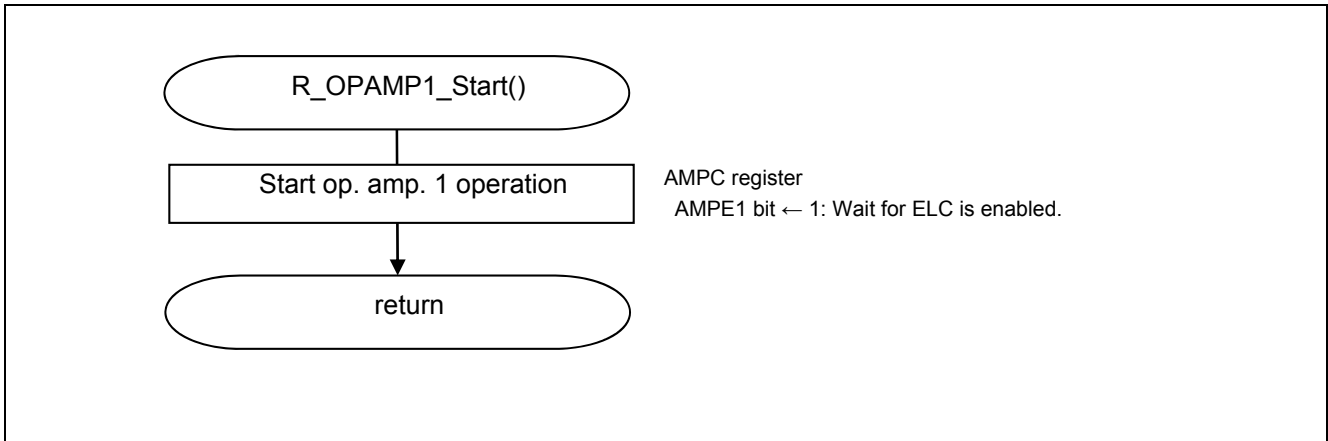 R_OPAMP1_Start()
Start op. amp. 1 operation
AMPC register
AMPE1 bit ← 1: Wait for ELC is enabled.
return